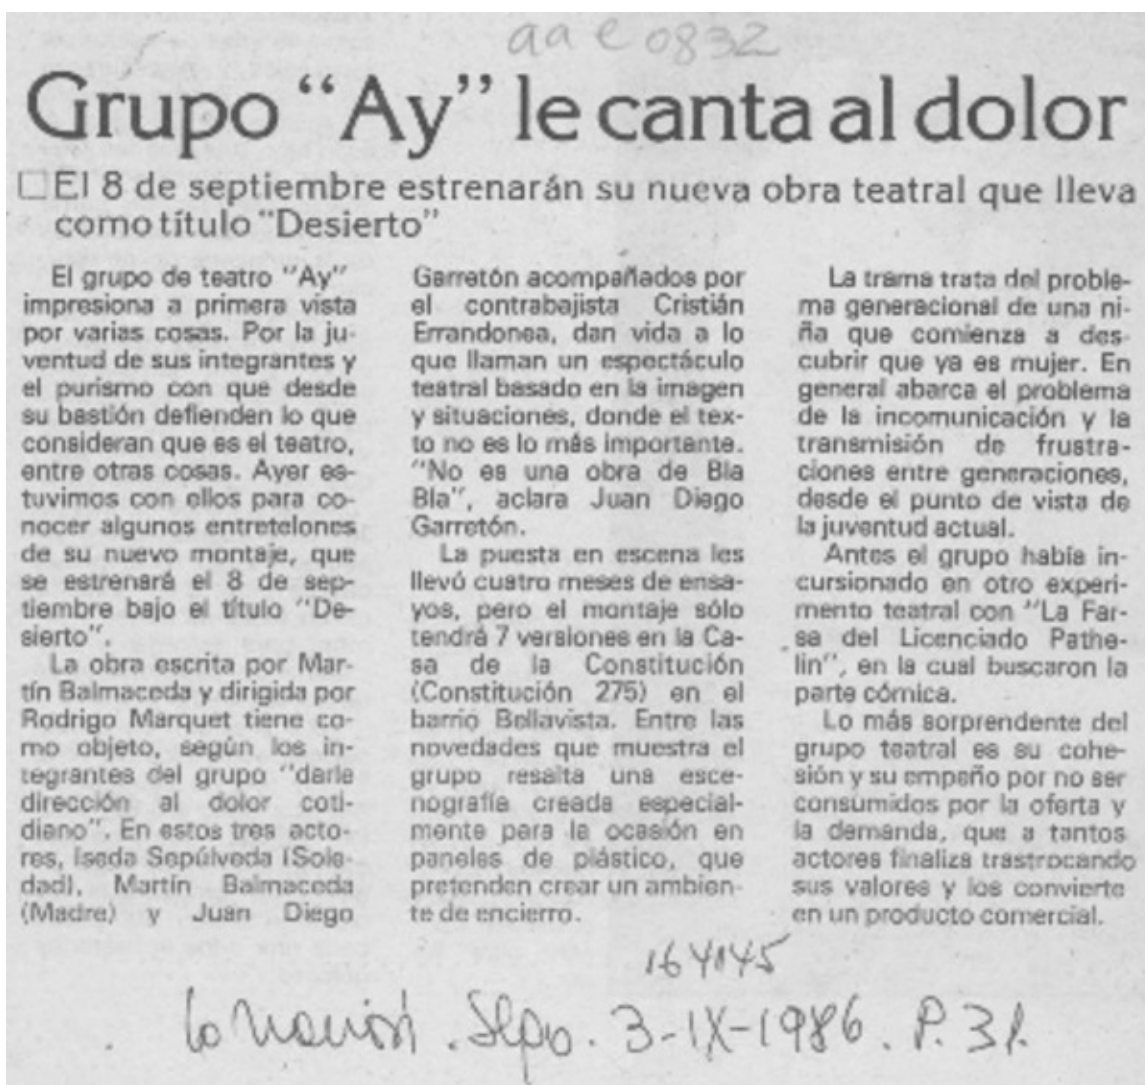 aae0832
Grupo “Ay” le canta al dolor
□ El 8 de septiembre estrenarán su nueva obra teatral que lleva
como título “Desierto”
El grupo de teatro “Ay”
impresiona a primera vista
por varias cosas. Por la ju-
ventud de sus integrantes y
el purismo con que desde
su bastión defienden lo que
consideran que es el teatro,
entre otras cosas. Ayer es-
tuvimos con ellos para co-
nocer algunos entretelones
de su nuevo montaje, que
se estrenará el 8 de sep-
tiembre bajo el título “De-
sierto”.
La obra escrita por Mar-
tín Balmaceda y dirigida por
Rodrigo Marquet tiene co-
mo objeto, según los in-
tegrantes del grupo “darle
dirección al dolor coti-
diano”. En estos tres acto-
res, Iseda Sepúlveda (Sole-
dad), Martín Balmaceda
(Madre) y Juan Diego
Garretón acompañados por
el contrabajista Cristián
Errandonea, dan vida a lo
que llaman un espectáculo
teatral basado en la imagen
y situaciones, donde el tex-
to no es lo más importante.
“No es una obra de Bla
Bla”, aclara Juan Diego
Garretón.
La puesta en escena les
llevó cuatro meses de ensa-
yos, pero el montaje sólo
tendrá 7 versiones en la Ca-
sa de la Constitución
(Constitución 275) en el
barrio Bellavista. Entre las
novedades que muestra el
grupo resalta una esce-
nografía creada especial-
mente para la ocasión en
paneles de plástico, que
pretenden crear un ambien-
te de encierro.
La trama trata del proble-
ma generacional de una ni-
ña que comienza a des-
cubrir que ya es mujer. En
general abarca el problema
de la incomunicación y la
transmisión de frustra-
ciones entre generaciones,
desde el punto de vista de
la juventud actual.
Antes el grupo había in-
cursionado en otro experi-
mento teatral con “La Far-
sa del Licenciado Pathe-
lin”, en la cual buscaron la
parte cómica.
Lo más sorprendente del
grupo teatral es su cohe-
sión y su empeño por no ser
consumidos por la oferta y
la demanda, que a tantos
actores finaliza trastrocando
sus valores y los convierte
en un producto comercial.
164145
La Nación. Stgo. 3-IX-1986. P. 31.